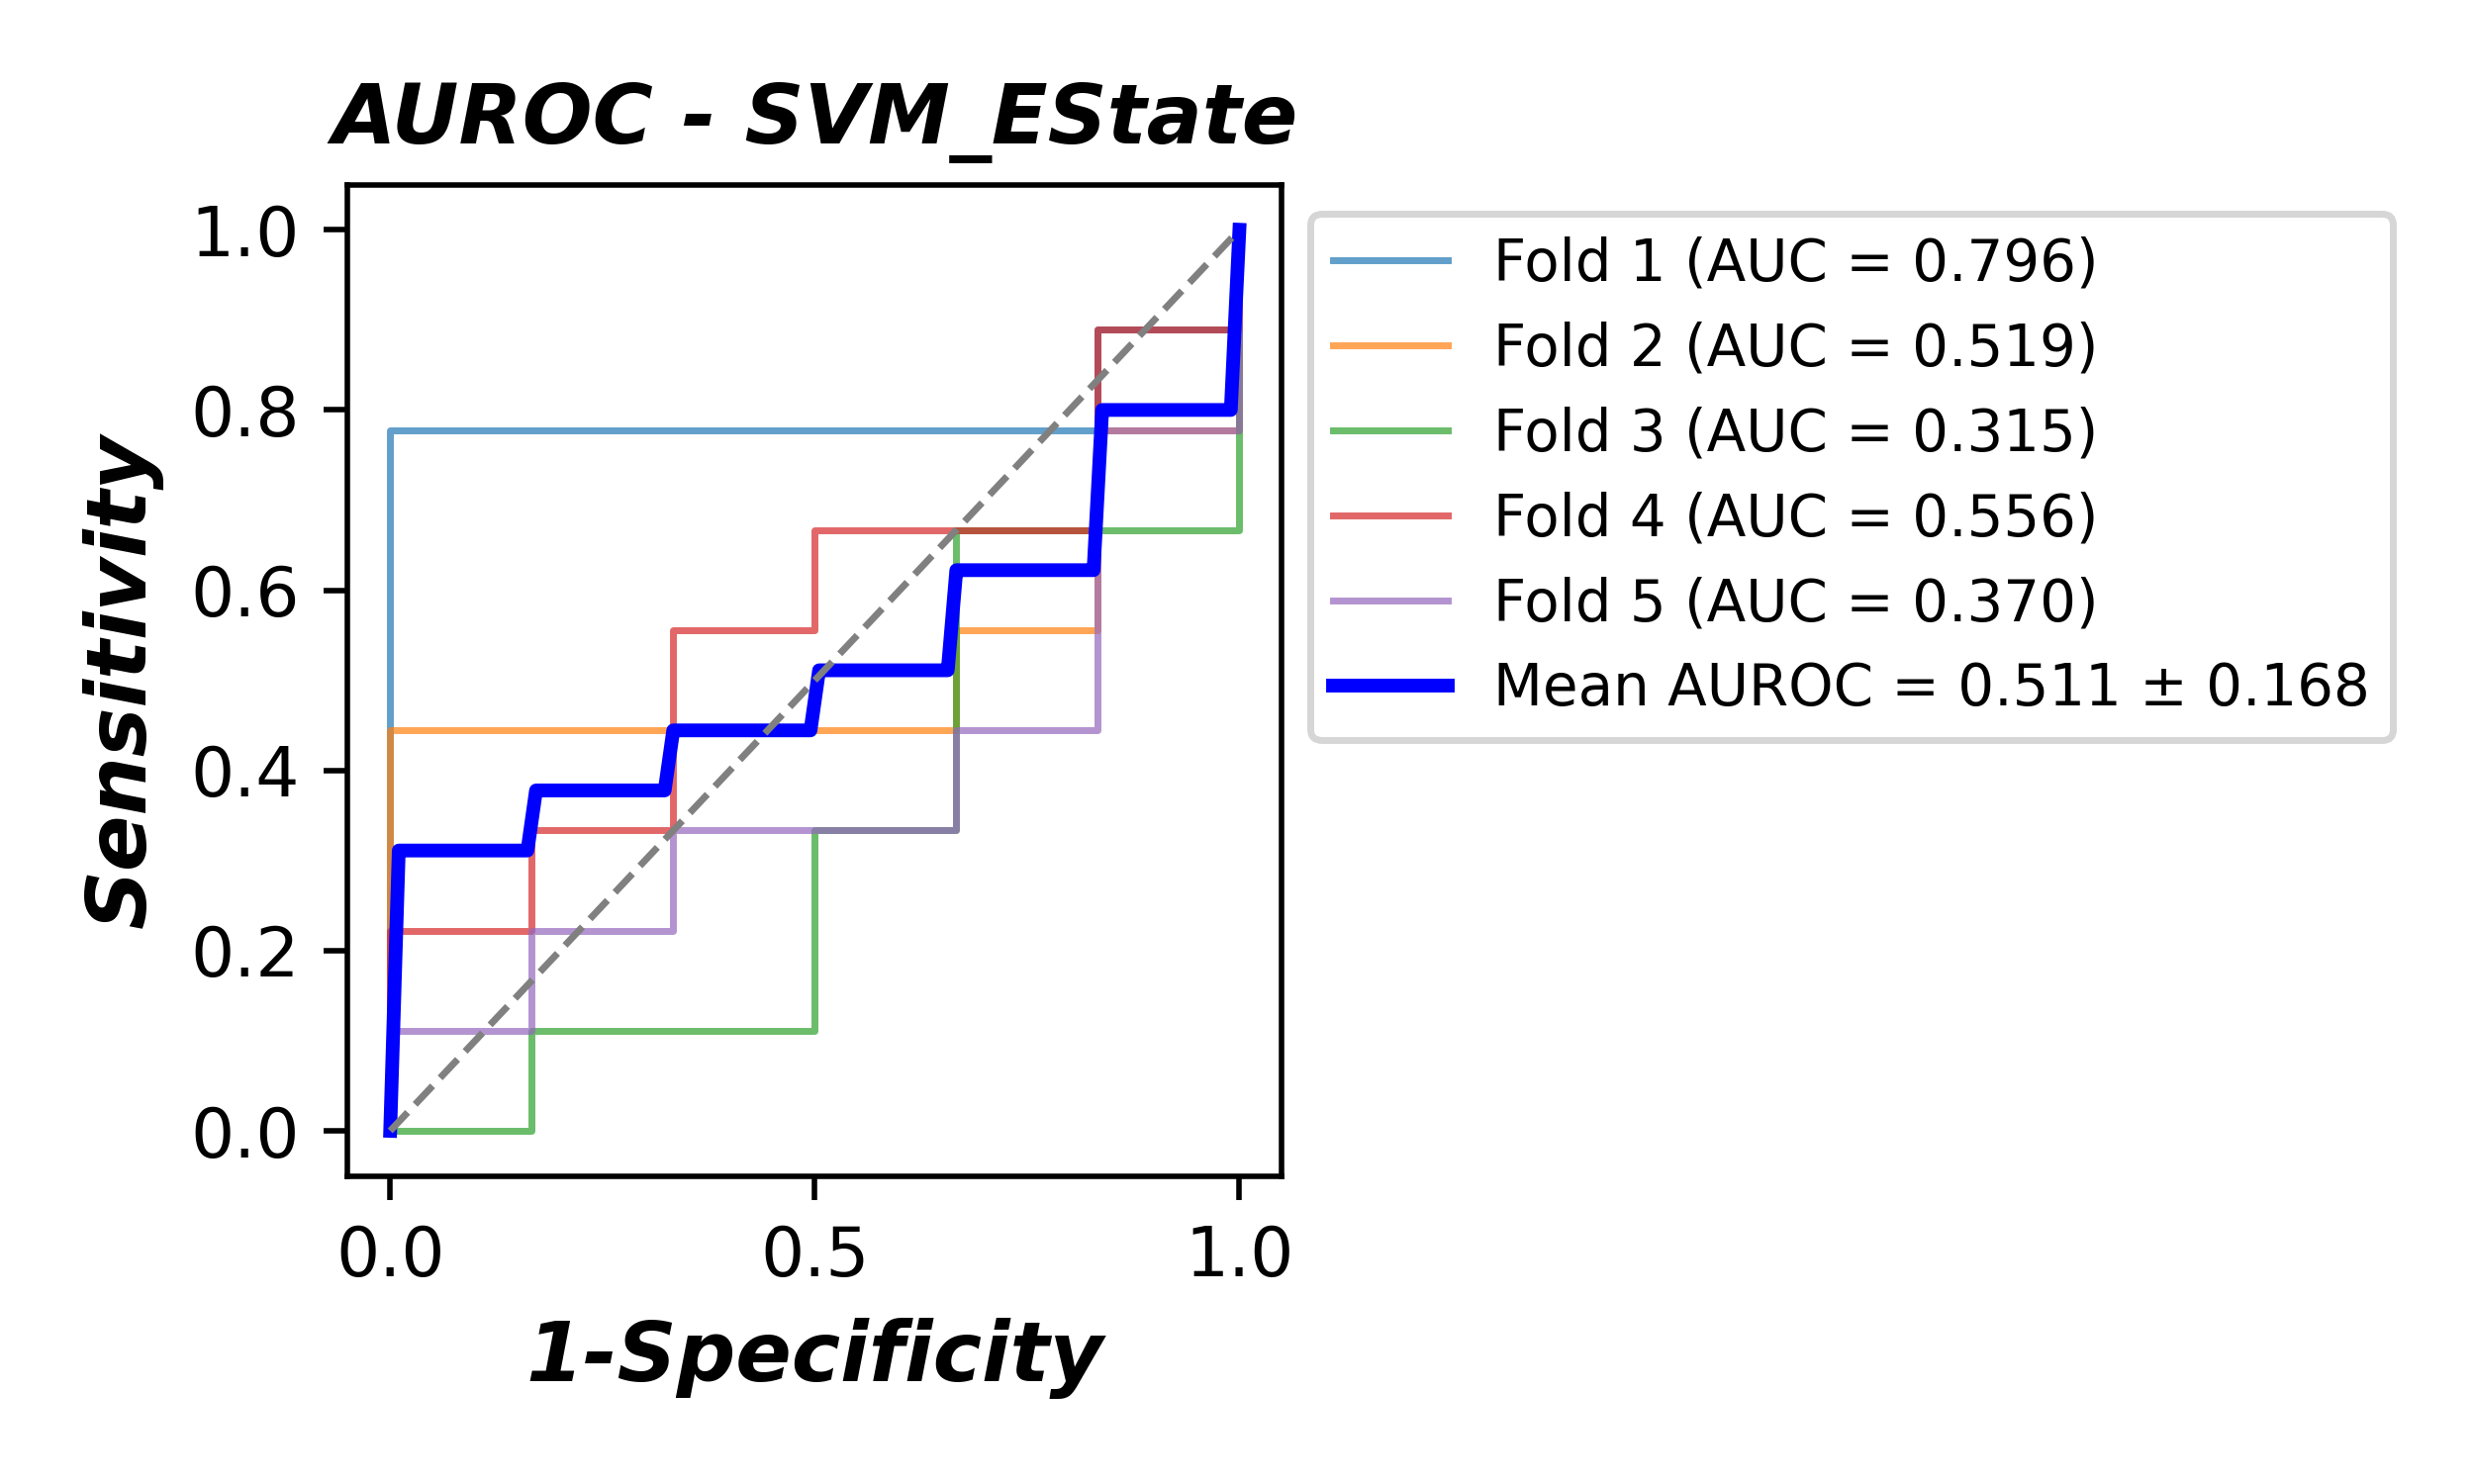 AUROC - SVM_EState
Sensitivity
1.0
0.8
0.6
0.4
0.2
0.0
0.0 0.5 1.0
1-Specificity
Fold 1 (AUC = 0.796)
Fold 2 (AUC = 0.519)
Fold 3 (AUC = 0.315)
Fold 4 (AUC = 0.556)
Fold 5 (AUC = 0.370)
Mean AUROC = 0.511 ± 0.168